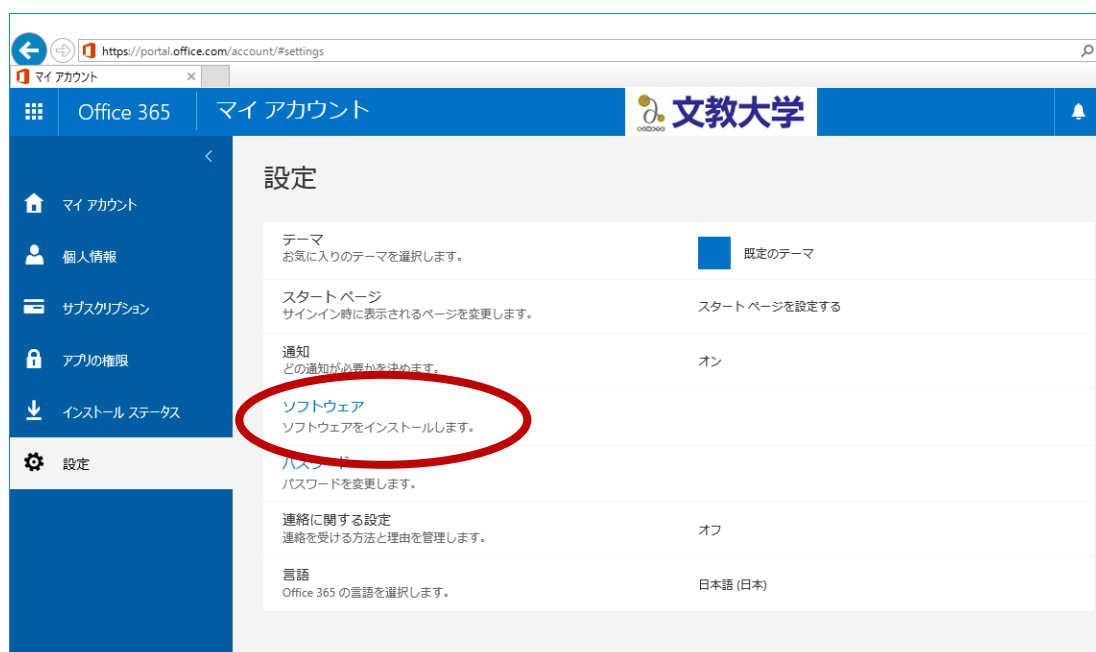 https://portal.office.com/account/#settings
マイ アカウント
Office 365
マイ アカウント
文教大学
設定
マイ アカウント
個人情報
サブスクリプション
アプリの権限
インストール ステータス
設定
テーマ
お気に入りのテーマを選択します。
既定のテーマ
スタート ページ
サインイン時に表示されるページを変更します。
スタート ページを設定する
通知
どの通知が必要かを決めます。
オン
ソフトウェア
ソフトウェアをインストールします。
パスワード
パスワードを変更します。
連絡に関する設定
連絡を受ける方法と理由を管理します。
オフ
言語
Office 365 の言語を選択します。
日本語 (日本)